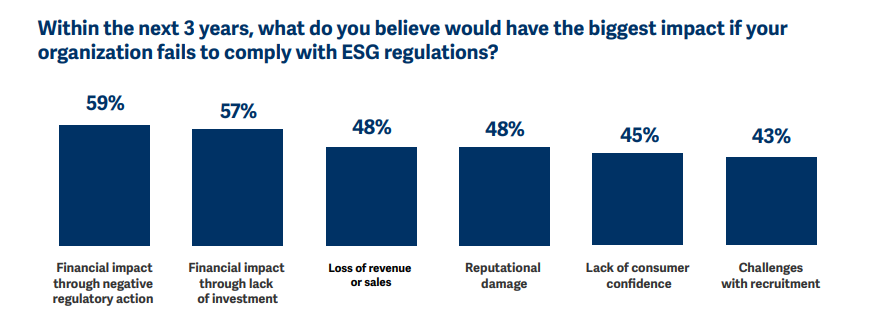 Within the next 3 years, what do you believe would have the biggest impact if your
organization fails to comply with ESG regulations?
59%
57%
48%
48%
45%
43%
Financial impact
through negative
regulatory action
Financial impact
through lack
of investment
Loss of revenue
or sales
Reputational
damage
Lack of consumer
confidence
Challenges
with recruitment